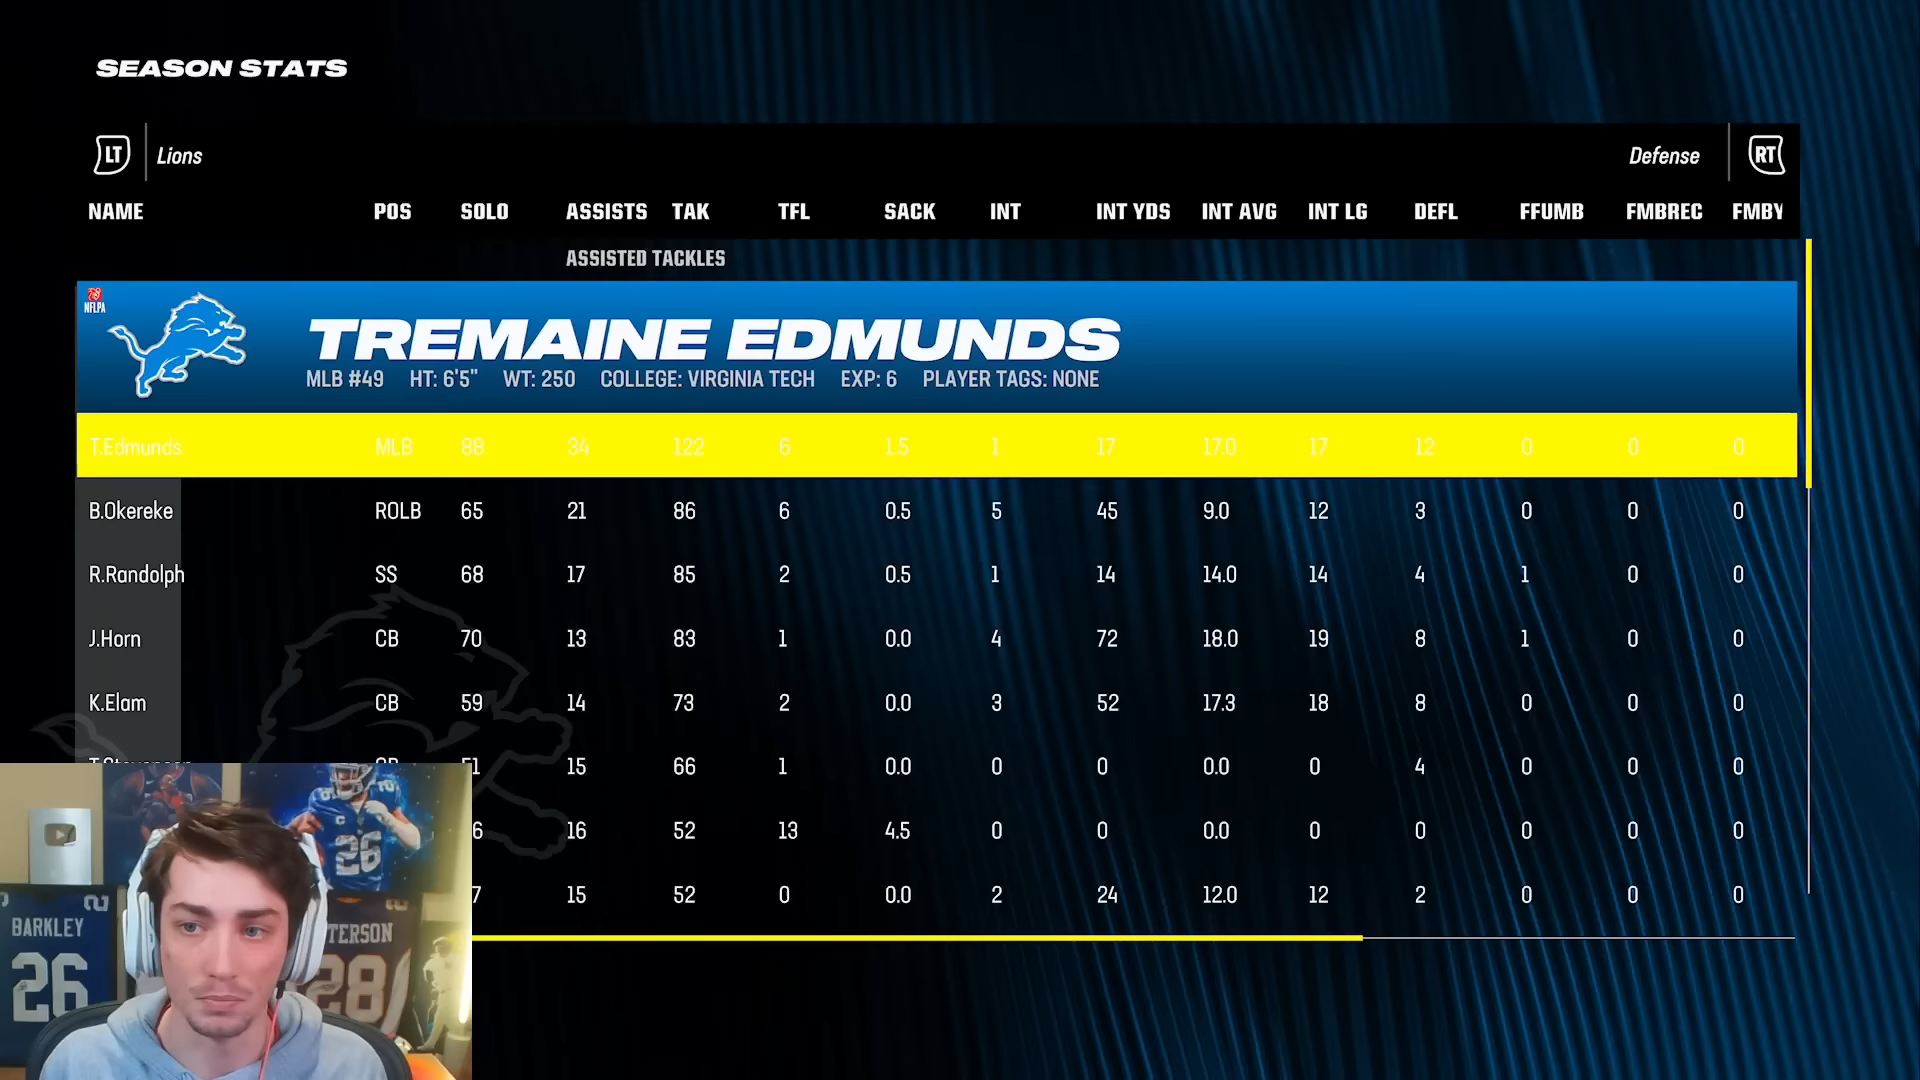 SEASON STATS
LT Lions Defense RT
NAME POS SOLO ASSISTS TAK TFL SACK INT INT YDS INT AVG INT LG DEFL FFUMB FMBREC FMBY
ASSISTED TACKLES
NFLPA
TREMAINE EDMUNDS
MLB #49 HT: 6'5" WT: 250 COLLEGE: VIRGINIA TECH EXP: 6 PLAYER TAGS: NONE
T.Edmunds MLB 88 34 122 6 1.5 1 17 17.0 17 12 0 0 0
B.Okereke ROLB 65 21 86 6 0.5 5 45 9.0 12 3 0 0 0
R.Randolph SS 68 17 85 2 0.5 1 14 14.0 14 4 1 0 0
J.Horn CB 70 13 83 1 0.0 4 72 18.0 19 8 1 0 0
K.Elam CB 59 14 73 2 0.0 3 52 17.3 18 8 0 0 0
15 66 1 0.0 0 0 0.0 0 4 0 0 0
6 16 52 13 4.5 0 0 0.0 0 0 0 0 0
7 15 52 0 0.0 2 24 12.0 12 2 0 0 0
26
BARKLEY
26
TERSON
28